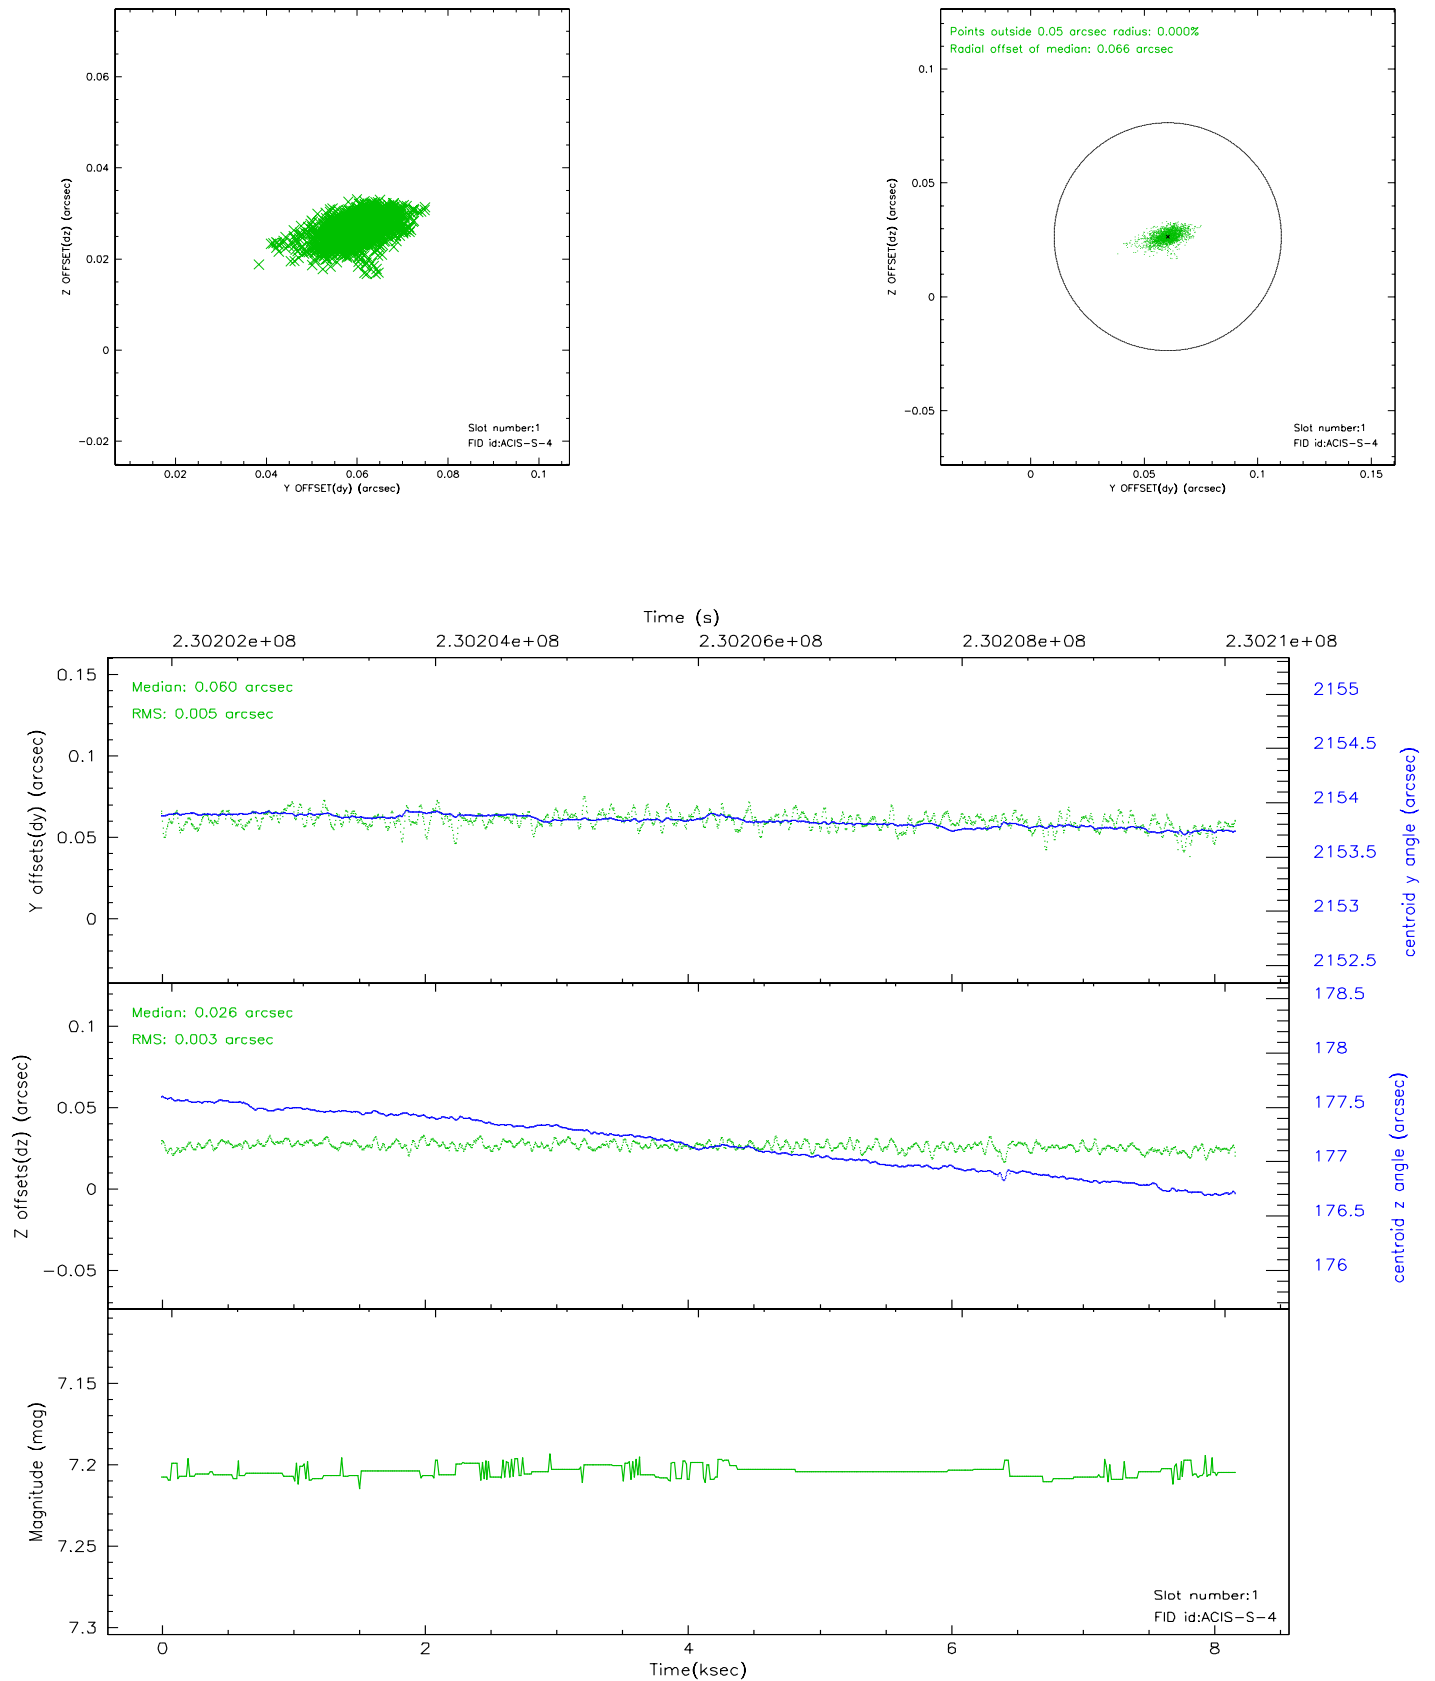 0.06
0.04
0.02
0
-0.02
Z OFFSET(dz) (arcsec)
Slot number:1
FID id:ACIS-S-4
0.02 0.04 0.06 0.08 0.1
Y OFFSET(dy) (arcsec)
Points outside 0.05 arcsec radius: 0.000%
Radial offset of median: 0.066 arcsec
0.1
0.05
0
-0.05
Z OFFSET(dz) (arcsec)
Slot number:1
FID id:ACIS-S-4
0 0.05 0.1 0.15
Y OFFSET(dy) (arcsec)
Time (s)
2.30202e+08 2.30204e+08 2.30206e+08 2.30208e+08 2.3021e+08
Median: 0.060 arcsec
RMS: 0.005 arcsec
0.15
0.1
0.05
0
Y offsets(dy) (arcsec)
2155
2154.5
2154
2153.5
2153
2152.5
centroid y angle (arcsec)
Median: 0.026 arcsec
RMS: 0.003 arcsec
0.1
0.05
0
-0.05
Z offsets(dz) (arcsec)
178.5
178
177.5
177
176.5
176
centroid z angle (arcsec)
7.15
7.2
7.25
7.3
Magnitude (mag)
Slot number:1
FID id:ACIS-S-4
0 2 4 6 8
Time(ksec)